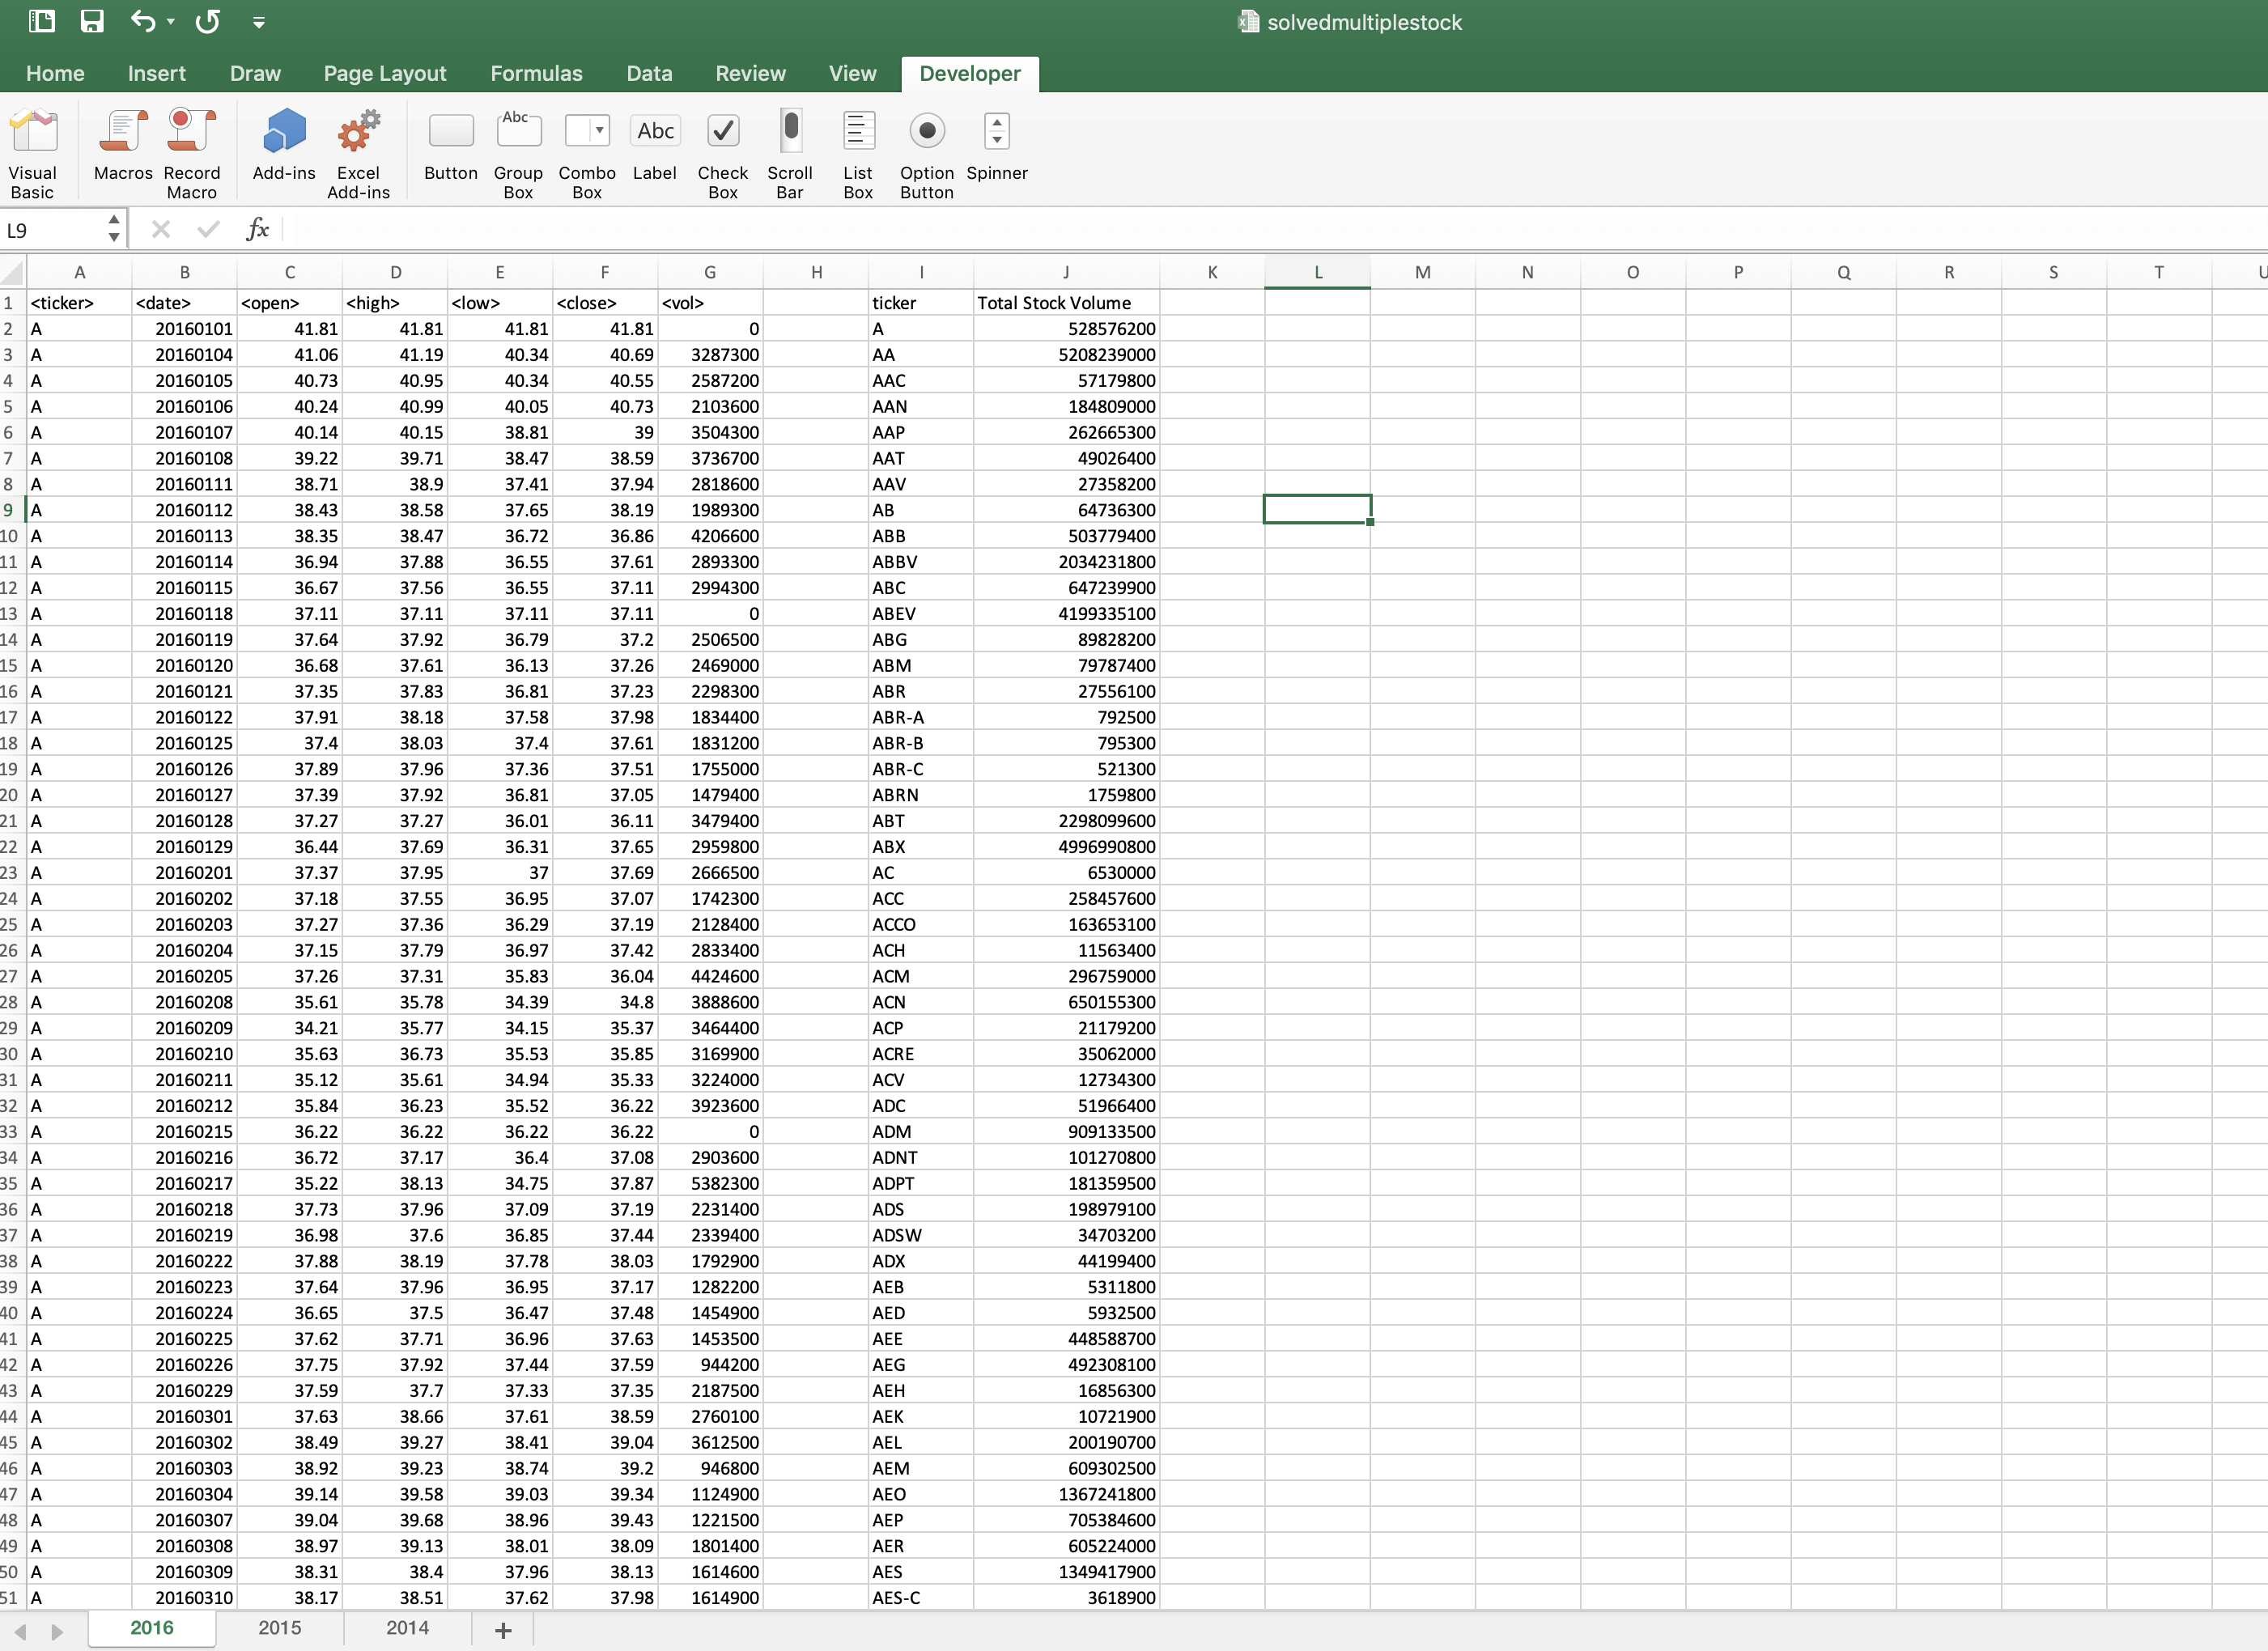 solvedmultiplestock
Home Insert Draw Page Layout Formulas Data Review View Developer
Visual Basic Macros Record Macro Add-ins Excel Add-ins Button Abc Group Box Combo Box Abc Label Check Box Scroll Bar List Box Option Button Spinner
L9 fx
A B C D E F G H I J K L M N O P Q R S T U
1 <ticker> <date> <open> <high> <low> <close> <vol> ticker Total Stock Volume
2 A 20160101 41.81 41.81 41.81 41.81 0 A 528576200
3 A 20160104 41.06 41.19 40.34 40.69 3287300 AA 5208239000
4 A 20160105 40.73 40.95 40.34 40.55 2587200 AAC 57179800
5 A 20160106 40.24 40.99 40.05 40.73 2103600 AAN 184809000
6 A 20160107 40.14 40.15 38.81 39 3504300 AAP 262665300
7 A 20160108 39.22 39.71 38.47 38.59 3736700 AAT 49026400
8 A 20160111 38.71 38.9 37.41 37.94 2818600 AAV 27358200
9 A 20160112 38.43 38.58 37.65 38.19 1989300 AB 64736300
10 A 20160113 38.35 38.47 36.72 36.86 4206600 ABB 503779400
11 A 20160114 36.94 37.88 36.55 37.61 2893300 ABBV 2034231800
12 A 20160115 36.67 37.56 36.55 37.11 2994300 ABC 647239900
13 A 20160118 37.11 37.11 37.11 37.11 0 ABEV 4199335100
14 A 20160119 37.64 37.92 36.79 37.2 2506500 ABG 89828200
15 A 20160120 36.68 37.61 36.13 37.26 2469000 ABM 79787400
16 A 20160121 37.35 37.83 36.81 37.23 2298300 ABR 27556100
17 A 20160122 37.91 38.18 37.58 37.98 1834400 ABR-A 792500
18 A 20160125 37.4 38.03 37.4 37.61 1831200 ABR-B 795300
19 A 20160126 37.89 37.96 37.36 37.51 1755000 ABR-C 521300
20 A 20160127 37.39 37.92 36.81 37.05 1479400 ABRN 1759800
21 A 20160128 37.27 37.27 36.01 36.11 3479400 ABT 2298099600
22 A 20160129 36.44 37.69 36.31 37.65 2959800 ABX 4996990800
23 A 20160201 37.37 37.95 37 37.69 2666500 AC 6530000
24 A 20160202 37.18 37.55 36.95 37.07 1742300 ACC 258457600
25 A 20160203 37.27 37.36 36.29 37.19 2128400 ACCO 163653100
26 A 20160204 37.15 37.79 36.97 37.42 2833400 ACH 11563400
27 A 20160205 37.26 37.31 35.83 36.04 4424600 ACM 296759000
28 A 20160208 35.61 35.78 34.39 34.8 3888600 ACN 650155300
29 A 20160209 34.21 35.77 34.15 35.37 3464400 ACP 21179200
30 A 20160210 35.63 36.73 35.53 35.85 3169900 ACRE 35062000
31 A 20160211 35.12 35.61 34.94 35.33 3224000 ACV 12734300
32 A 20160212 35.84 36.23 35.52 36.22 3923600 ADC 51966400
33 A 20160215 36.22 36.22 36.22 36.22 0 ADM 909133500
34 A 20160216 36.72 37.17 36.4 37.08 2903600 ADNT 101270800
35 A 20160217 35.22 38.13 34.75 37.87 5382300 ADPT 181359500
36 A 20160218 37.73 37.96 37.09 37.19 2231400 ADS 198979100
37 A 20160219 36.98 37.6 36.85 37.44 2339400 ADSW 34703200
38 A 20160222 37.88 38.19 37.78 38.03 1792900 ADX 44199400
39 A 20160223 37.64 37.96 36.95 37.17 1282200 AEB 5311800
40 A 20160224 36.65 37.5 36.47 37.48 1454900 AED 5932500
41 A 20160225 37.62 37.71 36.96 37.63 1453500 AEE 448588700
42 A 20160226 37.75 37.92 37.44 37.59 944200 AEG 492308100
43 A 20160229 37.59 37.7 37.33 37.35 2187500 AEH 16856300
44 A 20160301 37.63 38.66 37.61 38.59 2760100 AEK 10721900
45 A 20160302 38.49 39.27 38.41 39.04 3612500 AEL 200190700
46 A 20160303 38.92 39.23 38.74 39.2 946800 AEM 609302500
47 A 20160304 39.14 39.58 39.03 39.34 1124900 AEO 1367241800
48 A 20160307 39.04 39.68 38.96 39.43 1221500 AEP 705384600
49 A 20160308 38.97 39.13 38.01 38.09 1801400 AER 605224000
50 A 20160309 38.31 38.4 37.96 38.13 1614600 AES 1349417900
51 A 20160310 38.17 38.51 37.62 37.98 1614900 AES-C 3618900
2016 2015 2014 +